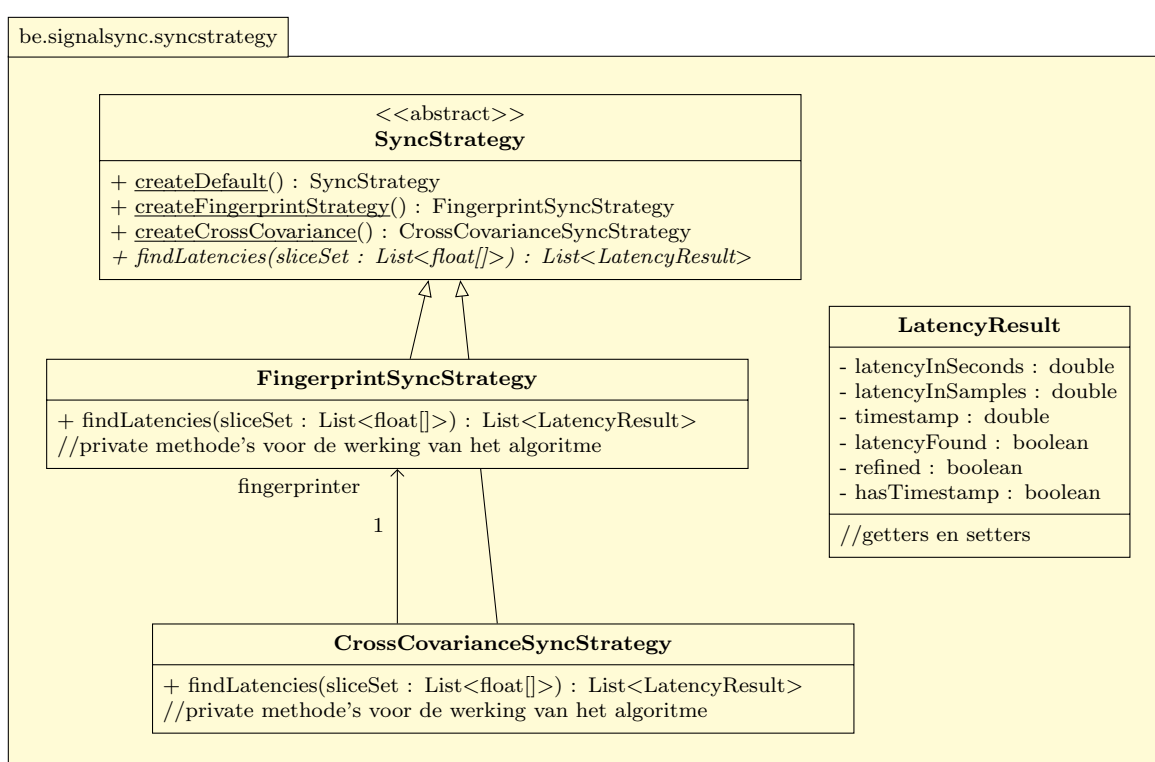 be.signalsync.syncstrategy
<<abstract>>
SyncStrategy
+ createDefault() : SyncStrategy
+ createFingerprintStrategy() : FingerprintSyncStrategy
+ createCrossCovariance() : CrossCovarianceSyncStrategy
+ findLatencies(sliceSet : List<float[]>) : List<LatencyResult>
LatencyResult
- latencyInSeconds : double
- latencyInSamples : double
- timestamp : double
- latencyFound : boolean
- refined : boolean
- hasTimestamp : boolean
//getters en setters
FingerprintSyncStrategy
+ findLatencies(sliceSet : List<float[]>) : List<LatencyResult>
//private methode's voor de werking van het algoritme
fingerprinter
1
CrossCovarianceSyncStrategy
+ findLatencies(sliceSet : List<float[]>) : List<LatencyResult>
//private methode's voor de werking van het algoritme